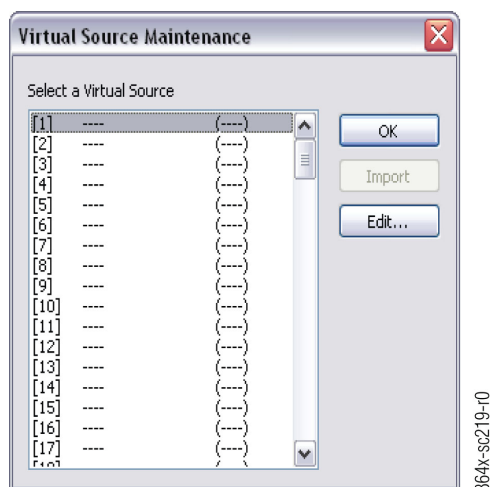 Virtual Source Maintenance
Select a Virtual Source
[1] ---- (----)
[2] ---- (----)
[3] ---- (----)
[4] ---- (----)
[5] ---- (----)
[6] ---- (----)
[7] ---- (----)
[8] ---- (----)
[9] ---- (----)
[10] ---- (----)
[11] ---- (----)
[12] ---- (----)
[13] ---- (----)
[14] ---- (----)
[15] ---- (----)
[16] ---- (----)
[17] ---- (----)
OK
Import
Edit...
364x-sc219-r0